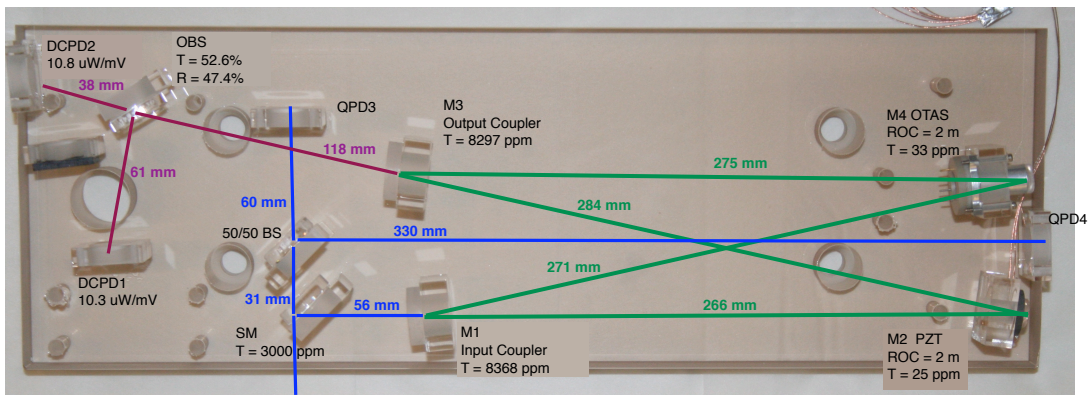 DCPD2
10.8 uW/mV
38 mm
OBS
T = 52.6%
R = 47.4%
QPD3
M3
Output Coupler
T = 8297 ppm
M4 OTAS
ROC = 2 m
T = 33 ppm
118 mm
275 mm
61 mm
60 mm
284 mm
QPD4
50/50 BS
330 mm
271 mm
DCPD1
10.3 uW/mV
31 mm
56 mm
266 mm
SM
T = 3000 ppm
M1
Input Coupler
T = 8368 ppm
M2 PZT
ROC = 2 m
T = 25 ppm